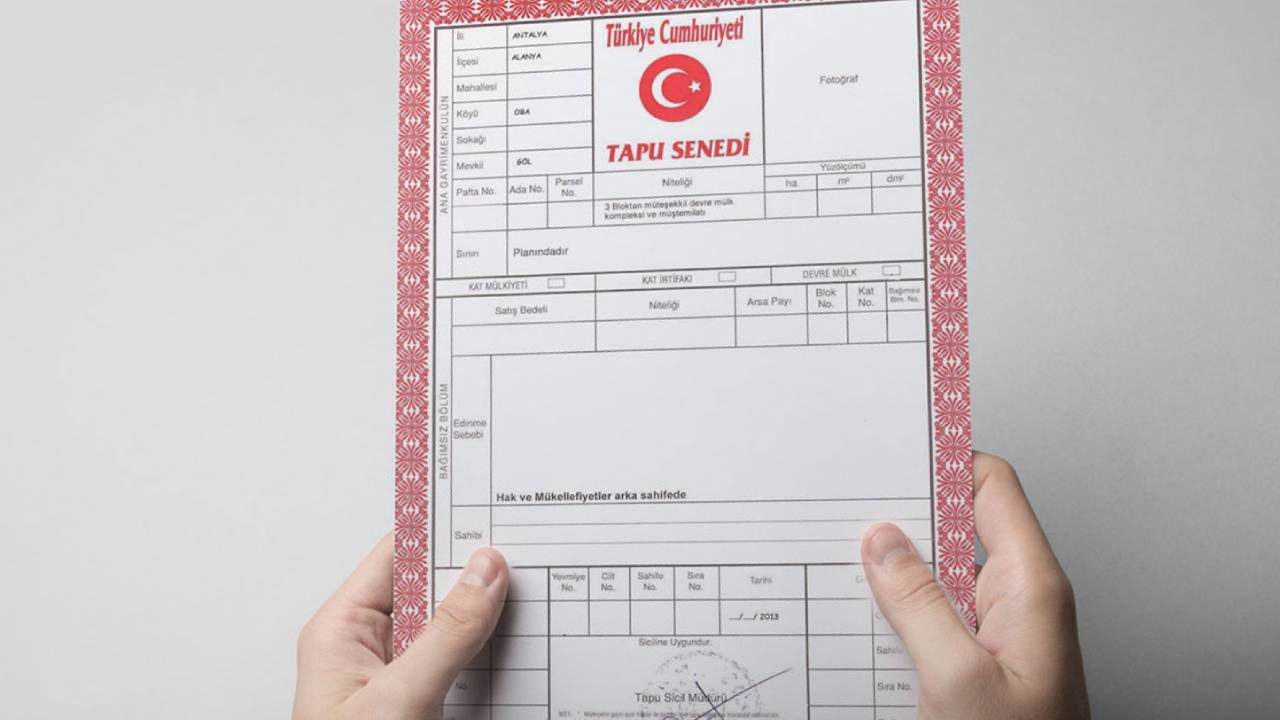 ANA GAYRİMENKULÜN
İli ANTALYA
İlçesi ALANYA
Mahallesi
Köyü OBA
Sokağı
Mevkii GÖL
Türkiye Cumhuriyeti
TAPU SENEDİ
Fotoğraf
Yüzölçümü
Pafta No. Ada No. Parsel No. Niteliği ha m² dm²
3 Bloktan müteşekkil devre mülk
kompleksi ve müştemilatı
Sınırı Planındadır
KAT MÜLKİYETİ KAT İRTİFAKI DEVRE MÜLK
BAĞIMSIZ BÖLÜM
Satış Bedeli Niteliği Arsa Payı Blok No. Kat No. Bağımsız Böm. No.
Edinme
Sebebi
Hak ve Mükellefiyetler arka sahifede
Sahibi
Yevmiye No. Cilt No. Sahife No. Sıra No. Tarihi
.../.../ 2013
Siciline Uygundur.
Sahife
Tapu Sicil Müdürü
No. Sıra No.